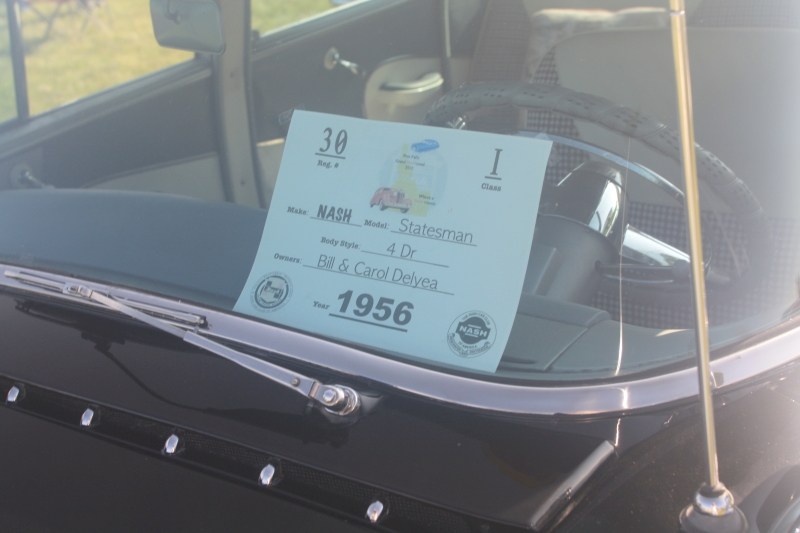 30
Reg. #
I
Class
Make: NASH Model: Statesman
Body Style: 4 Dr
Owners: Bill & Carol Delyea
Year 1956
NASH